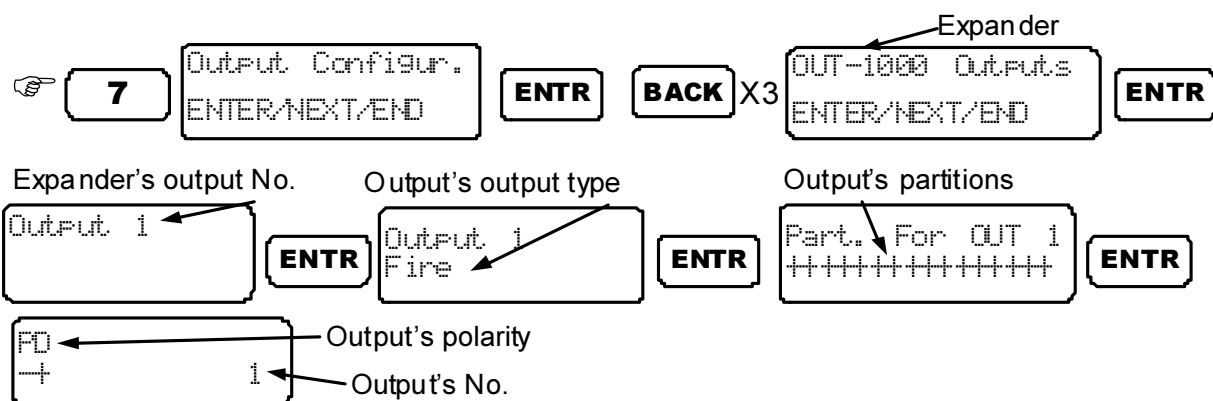 Expander
7
Output Configur.
ENTER/NEXT/END
ENTR
BACK X3
OUT-1000 Outputs
ENTER/NEXT/END
ENTR
Expander's output No.
Output's output type
Output's partitions
Output 1
ENTR
Output 1
Fire
ENTR
Part. For OUT 1
++++++++++++++++
ENTR
PD
-+ 1
Output's polarity
Output's No.